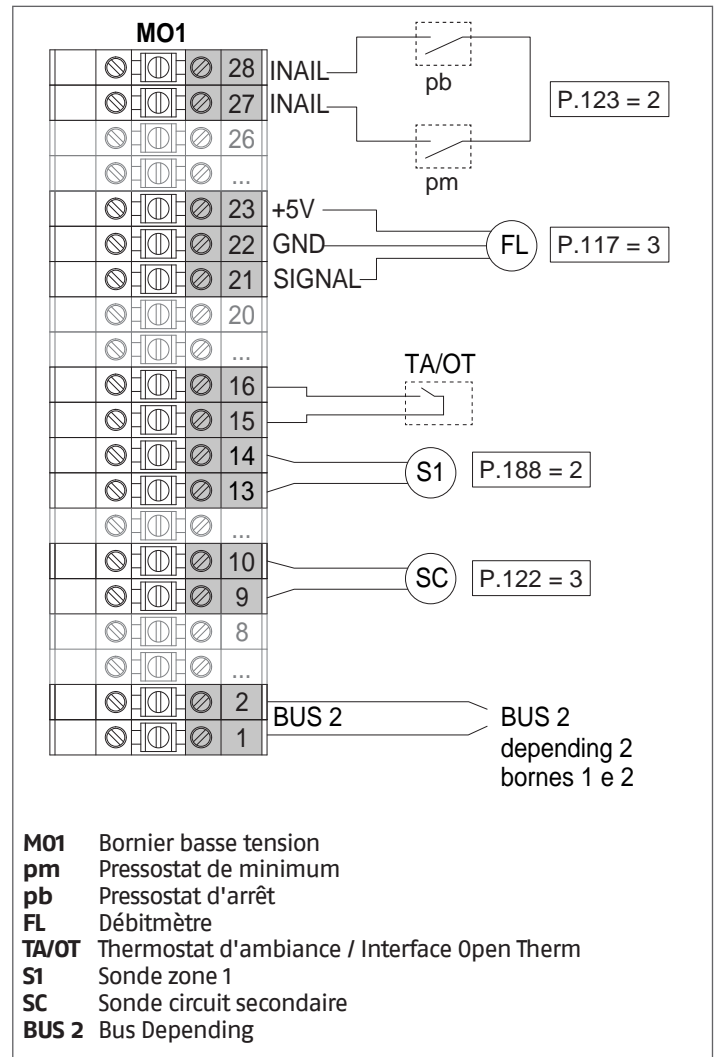 MO1
28 INAIL
pb
27 INAIL
P.123 = 2
26
pm
...
23 +5V
22 GND FL P.117 = 3
21 SIGNAL
20
...
TA/OT
16
15
14
S1 P.188 = 2
13
...
10
SC P.122 = 3
9
8
...
2
BUS 2 BUS 2
1
depending 2
bornes 1 e 2
MO1 Bornier basse tension
pm Pressostat de minimum
pb Pressostat d'arrêt
FL Débitmètre
TA/OT Thermostat d'ambiance / Interface Open Therm
S1 Sonde zone 1
SC Sonde circuit secondaire
BUS 2 Bus Depending